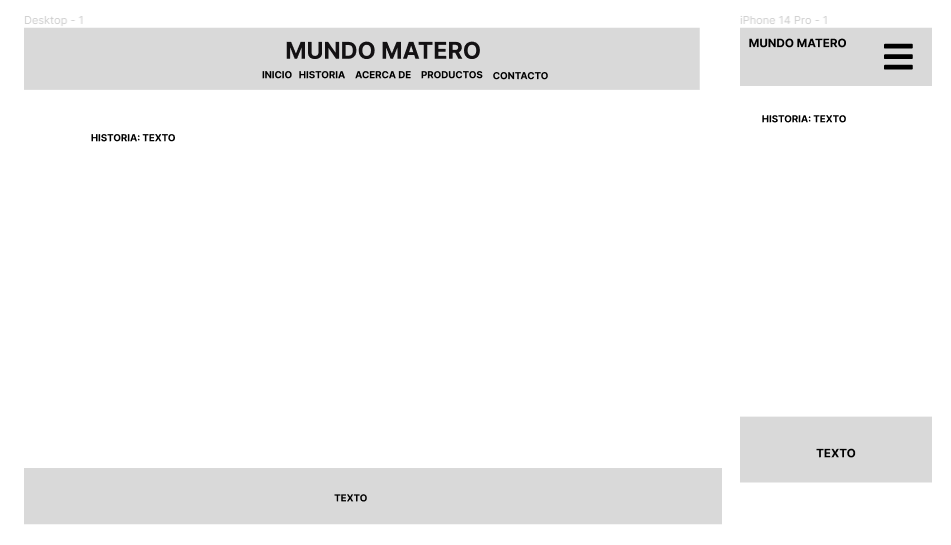 Desktop - 1
MUNDO MATERO
INICIO HISTORIA ACERCA DE PRODUCTOS CONTACTO
HISTORIA: TEXTO
TEXTO
iPhone 14 Pro - 1
MUNDO MATERO
HISTORIA: TEXTO
TEXTO